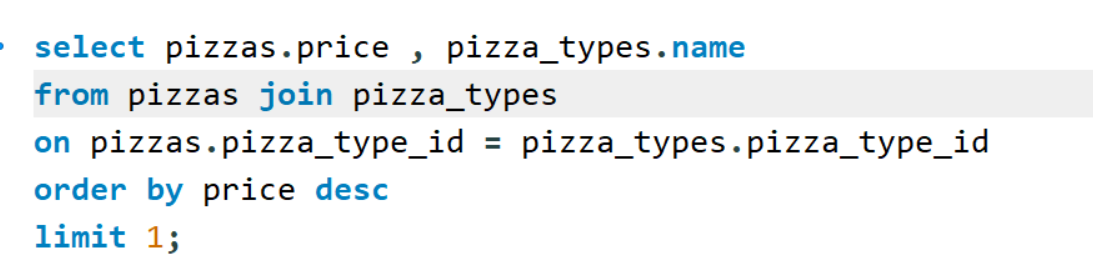 select pizzas.price , pizza_types.name
from pizzas join pizza_types
on pizzas.pizza_type_id = pizza_types.pizza_type_id
order by price desc
limit 1;